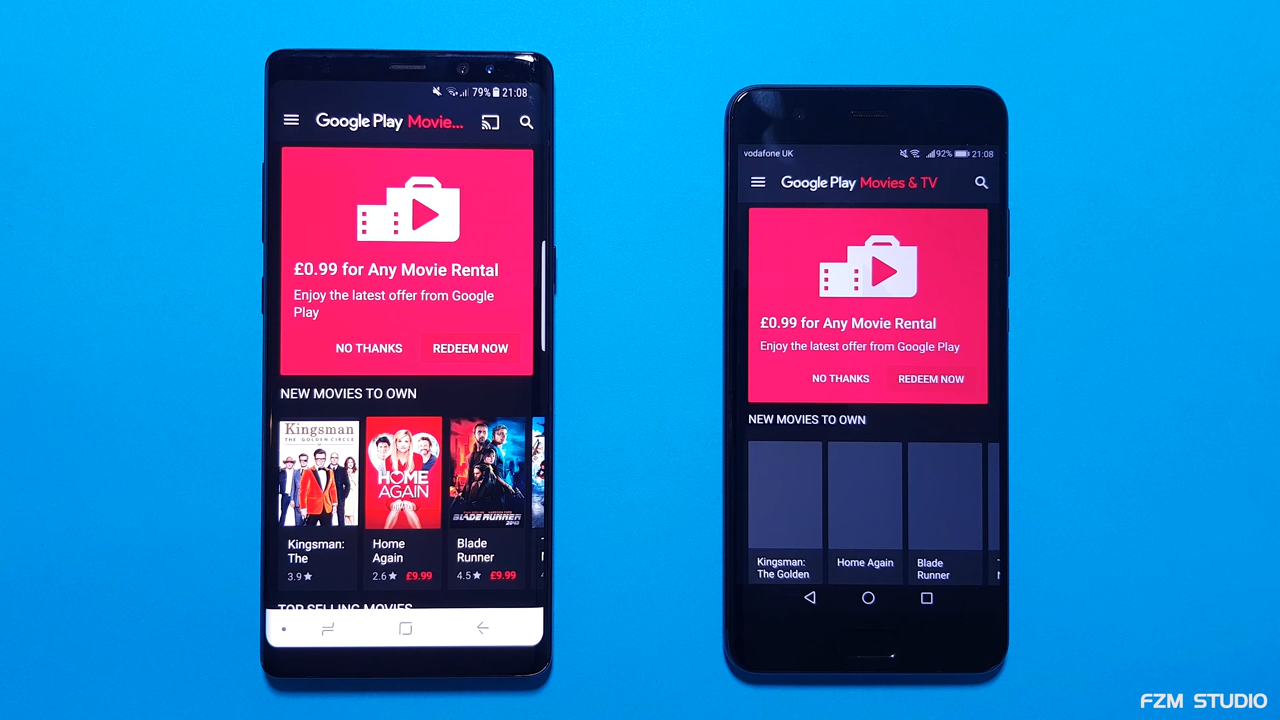 79% 21:08
Google Play Movie...
£0.99 for Any Movie Rental
Enjoy the latest offer from Google
Play
NO THANKS REDEEM NOW
NEW MOVIES TO OWN
Kingsman
THE GOLDEN CIRCLE
HOME
AGAIN
BLADE RUNNER
2049
Kingsman:
The
3.9★
Home
Again
2.6★ £9.99
Blade
Runner
4.5★ £9.99
TOP SELLING MOVIES
vodafone UK 92% 21:08
Google Play Movies & TV
£0.99 for Any Movie Rental
Enjoy the latest offer from Google Play
NO THANKS REDEEM NOW
NEW MOVIES TO OWN
Kingsman:
The Golden
Home Again
Blade
Runner
FZM STUDIO